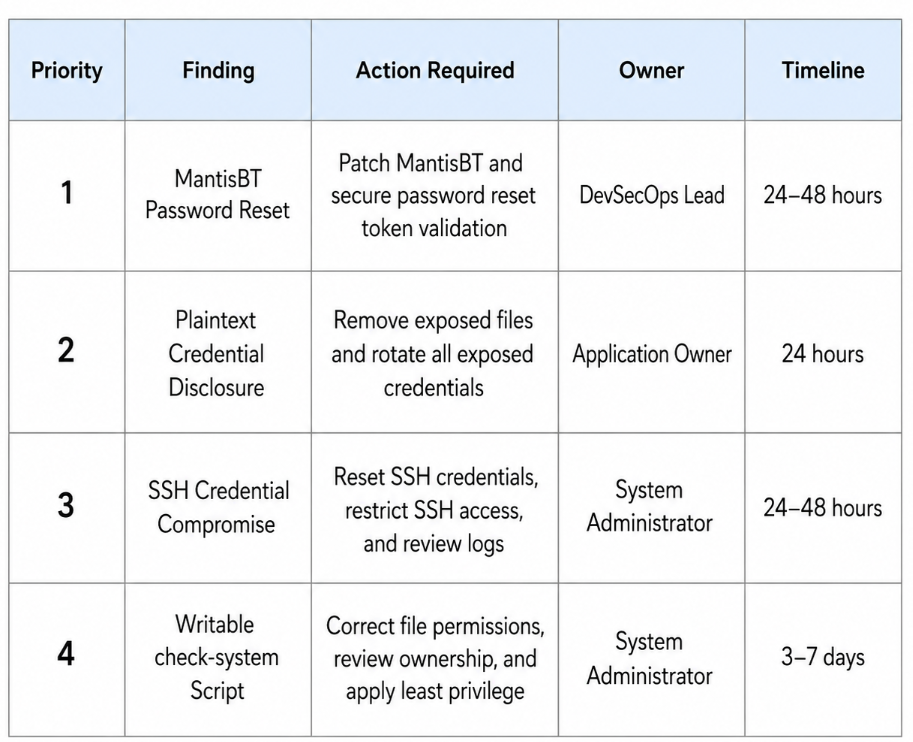 Priority Finding Action Required Owner Timeline
1
MantisBT
Password Reset
Patch MantisBT and
secure password reset
token validation
DevSecOps Lead
24–48 hours
2
Plaintext
Credential
Disclosure
Remove exposed files
and rotate all exposed
credentials
Application Owner
24 hours
3
SSH Credential
Compromise
Reset SSH credentials,
restrict SSH access,
and review logs
System
Administrator
24–48 hours
4
Writable
check-system
Script
Correct file permissions,
review ownership, and
apply least privilege
System
Administrator
3–7 days